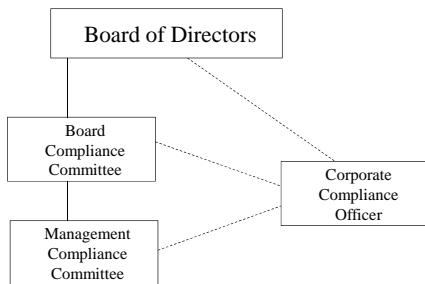 Board of Directors
Board
Compliance
Committee
Corporate
Compliance
Officer
Management
Compliance
Committee